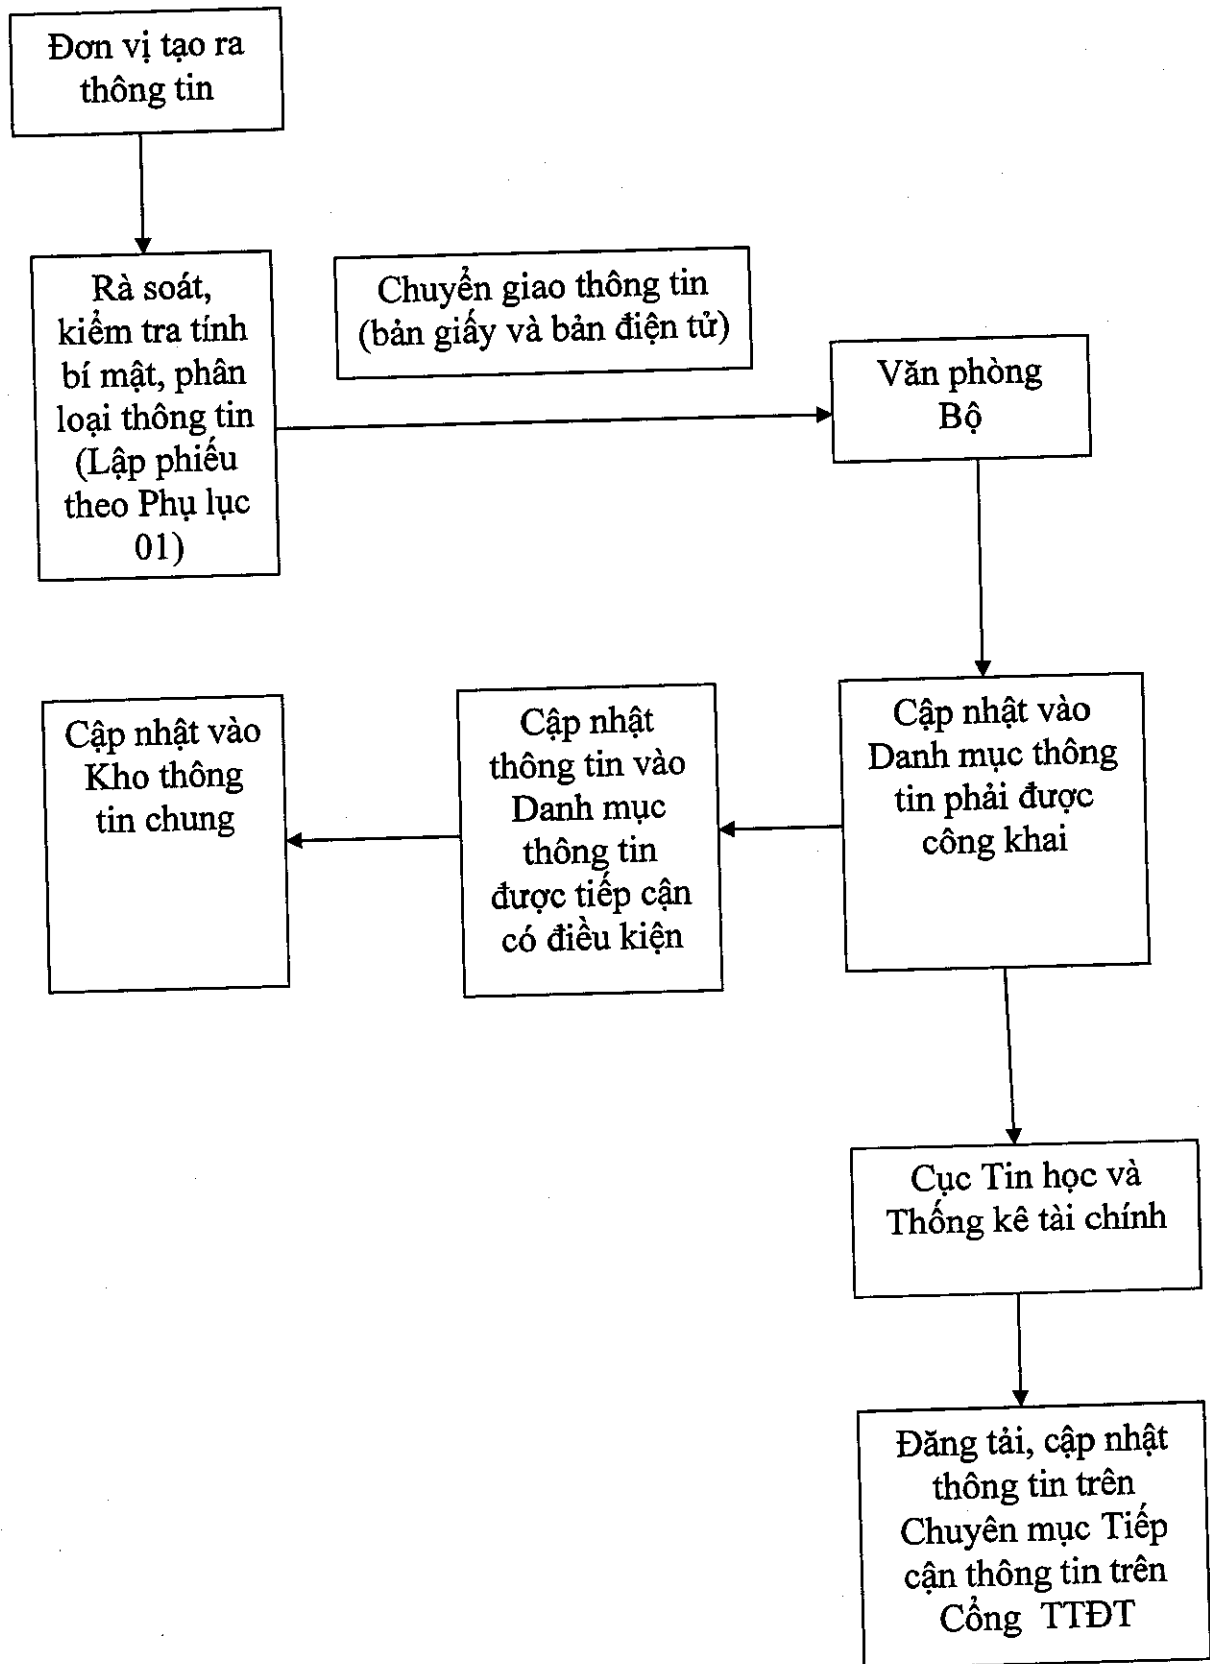 Đơn vị tạo ra
thông tin
Rà soát,
kiểm tra tính
bí mật, phân
loại thông tin
(Lập phiếu
theo Phụ lục
01)
Chuyển giao thông tin
(bản giấy và bản điện tử)
Văn phòng
Bộ
Cập nhật vào
Kho thông
tin chung
Cập nhật
thông tin vào
Danh mục
thông tin
được tiếp cận
có điều kiện
Cập nhật vào
Danh mục thông
tin phải được
công khai
Cục Tin học và
Thống kê tài chính
Đăng tải, cập nhật
thông tin trên
Chuyên mục Tiếp
cận thông tin trên
Cổng TTĐT